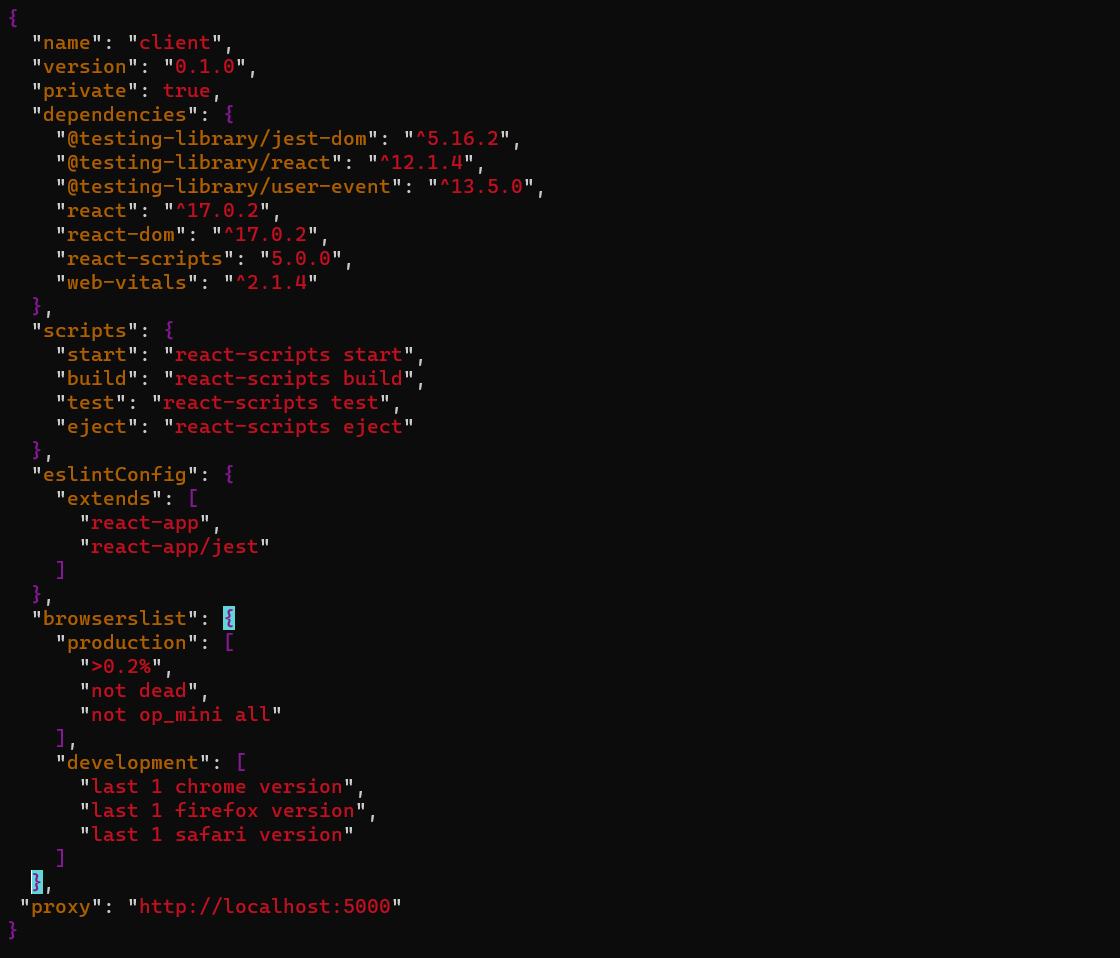 {
  "name": "client",
  "version": "0.1.0",
  "private": true,
  "dependencies": {
    "@testing-library/jest-dom": "^5.16.2",
    "@testing-library/react": "^12.1.4",
    "@testing-library/user-event": "^13.5.0",
    "react": "^17.0.2",
    "react-dom": "^17.0.2",
    "react-scripts": "5.0.0",
    "web-vitals": "^2.1.4"
  },
  "scripts": {
    "start": "react-scripts start",
    "build": "react-scripts build",
    "test": "react-scripts test",
    "eject": "react-scripts eject"
  },
  "eslintConfig": {
    "extends": [
      "react-app",
      "react-app/jest"
    ]
  },
  "browserslist": {
    "production": [
      ">0.2%",
      "not dead",
      "not op_mini all"
    ],
    "development": [
      "last 1 chrome version",
      "last 1 firefox version",
      "last 1 safari version"
    ]
  },
 "proxy": "http://localhost:5000"
}